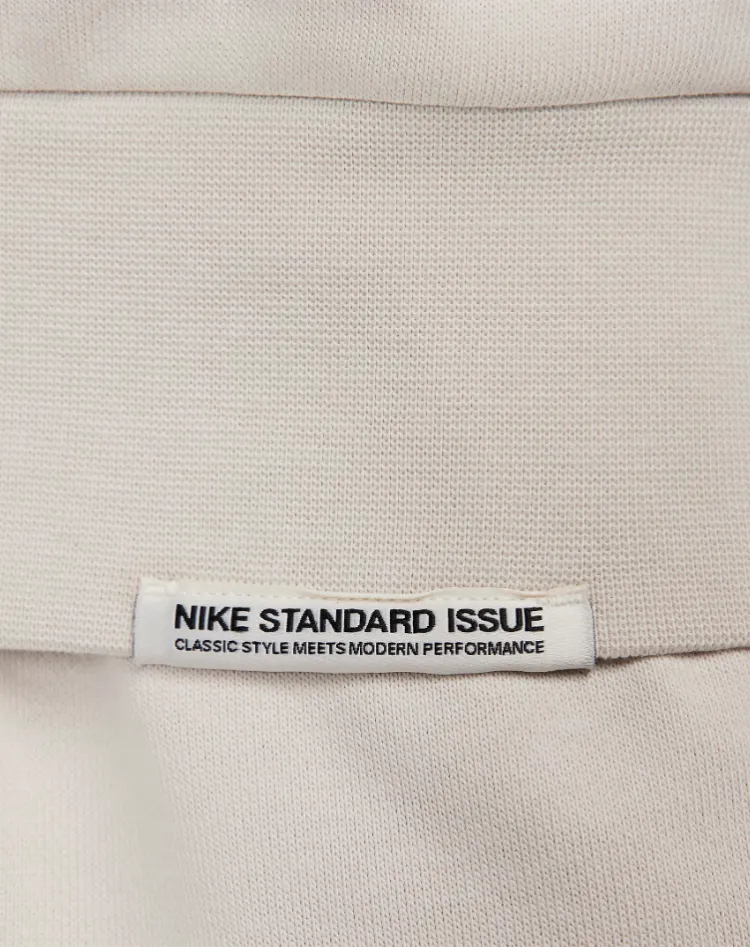 NIKE STANDARD ISSUE
CLASSIC STYLE MEETS MODERN PERFORMANCE